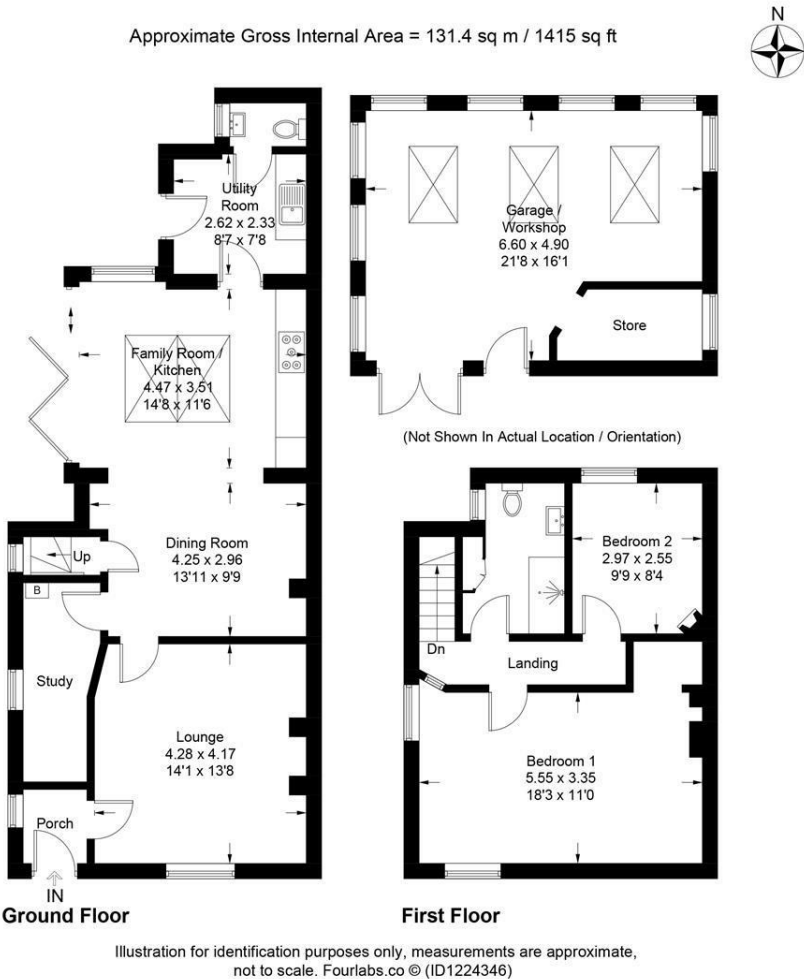 Approximate Gross Internal Area = 131.4 sq m / 1415 sq ft
N
Utility
Room
2.62 x 2.33
8'7 x 7'8
Garage /
Workshop
6.60 x 4.90
21'8 x 16'1
Store
Family Room /
Kitchen
4.47 x 3.51
14'8 x 11'6
(Not Shown In Actual Location / Orientation)
Dining Room
4.25 x 2.96
13'11 x 9'9
Up
B
Study
Lounge
4.28 x 4.17
14'1 x 13'8
Porch
IN
Ground Floor
Bedroom 2
2.97 x 2.55
9'9 x 8'4
Dn
Landing
Bedroom 1
5.55 x 3.35
18'3 x 11'0
First Floor
Illustration for identification purposes only, measurements are approximate,
not to scale. Fourlabs.co © (ID1224346)